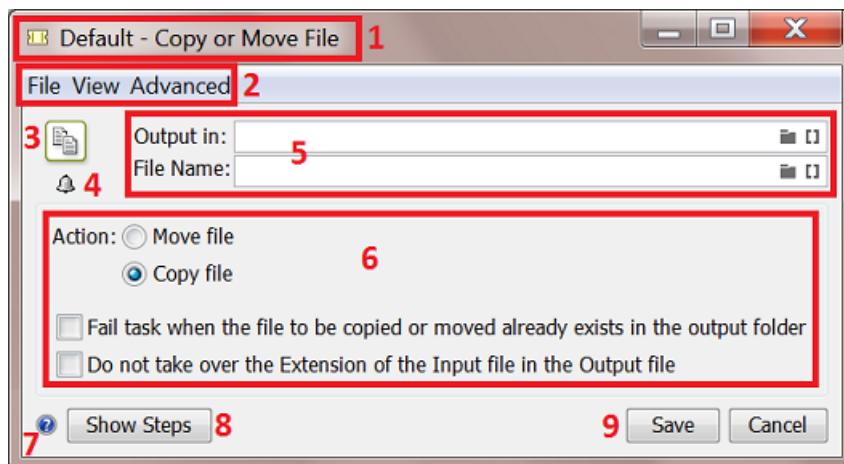 Default - Copy or Move File 1
X
File View Advanced 2
3 Output in: 5
4 File Name:
Action: Move file
6
Copy file
Fail task when the file to be copied or moved already exists in the output folder
Do not take over the Extension of the Input file in the Output file
7 ? Show Steps 8 9 Save Cancel